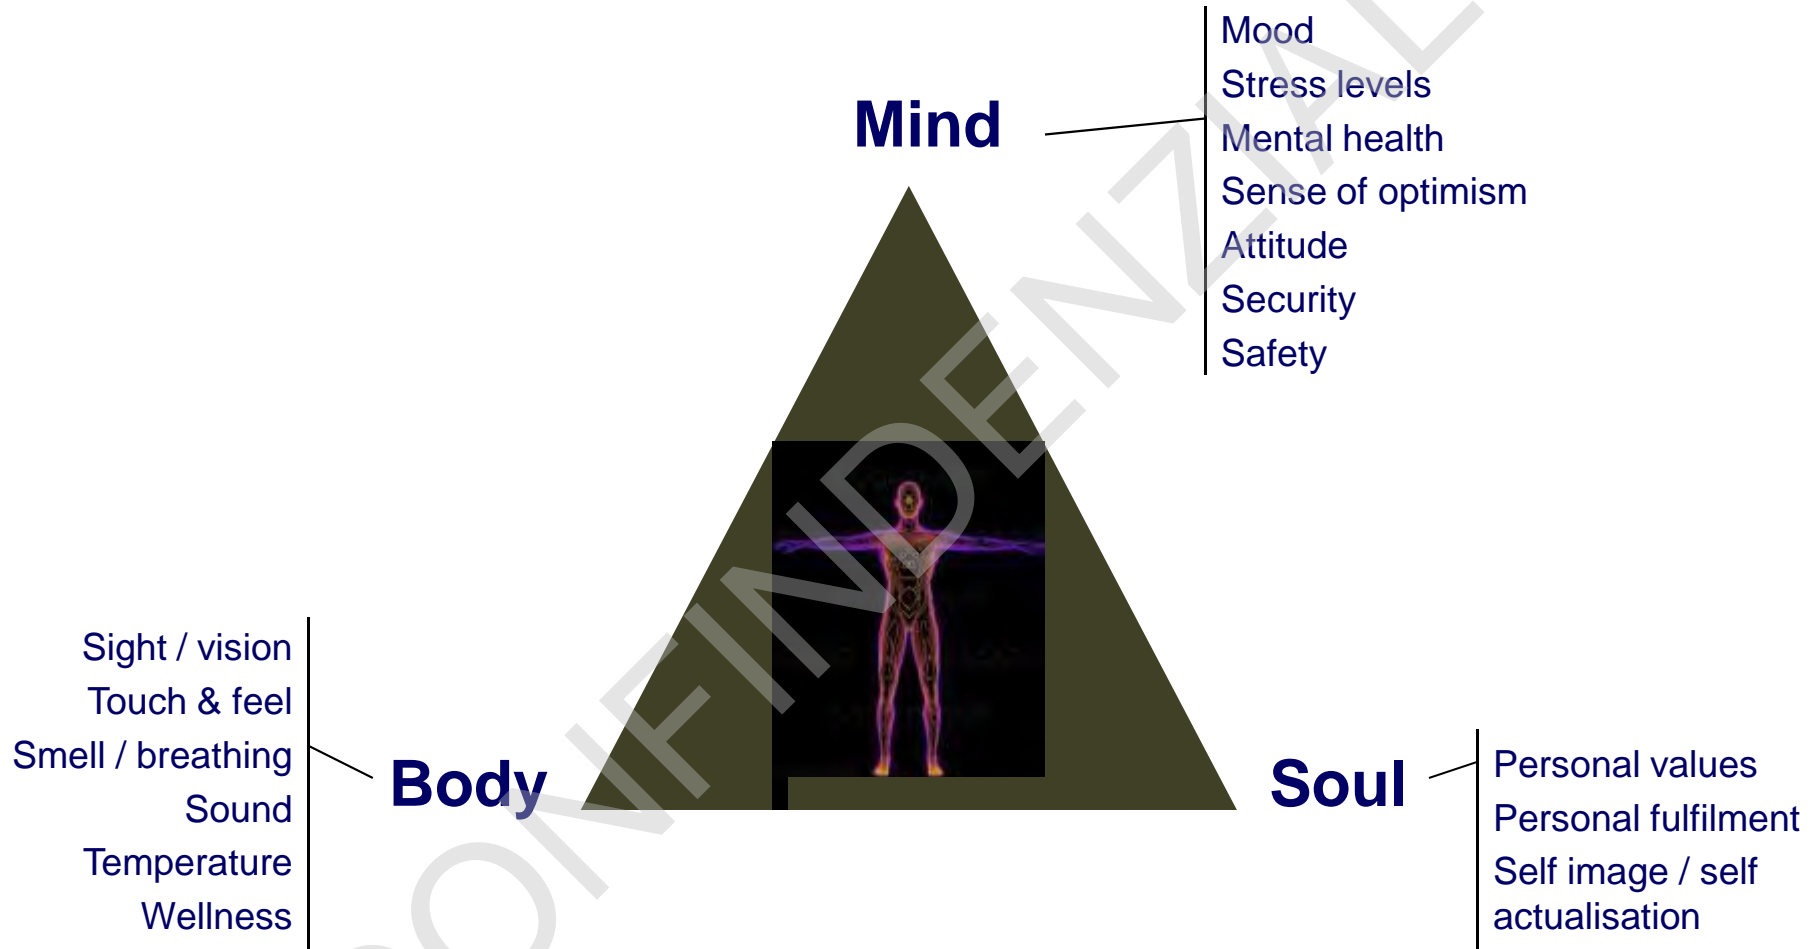 Mood
Stress levels
Mind
Mental health
Sense of optimism
Attitude
Security
Safety
Sight / vision
Touch & feel
Smell / breathing
Sound
Temperature
Wellness
Body
Soul
Personal values
Personal fulfilment
Self image / self
actualisation
ONFINDENZIAL